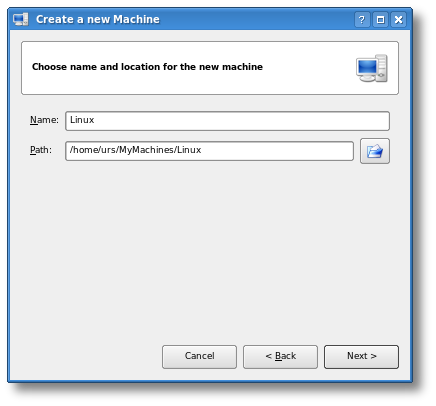 Create a new Machine
?
Choose name and location for the new machine
Name: Linux
Path: /home/urs/MyMachines/Linux
Cancel < Back Next >